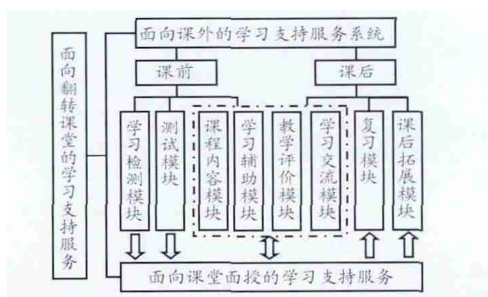 面向课外的学习支持服务系统
面向翻转课堂的学习支持服务
课前
课后
学习检测模块
测试模块
课程内容模块
学习辅助模块
教学评价模块
学习交流模块
复习模块
课后拓展模块
面向课堂面授的学习支持服务